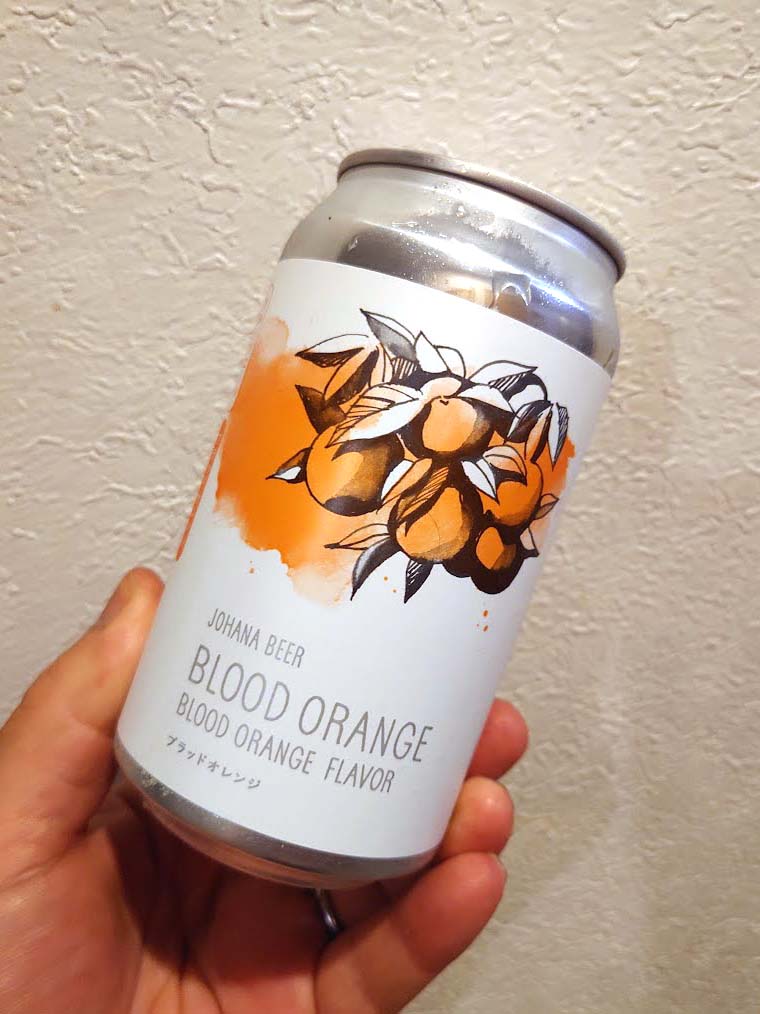 JOHANA BEER
BLOOD ORANGE
BLOOD ORANGE FLAVOR
ブラッドオレンジ